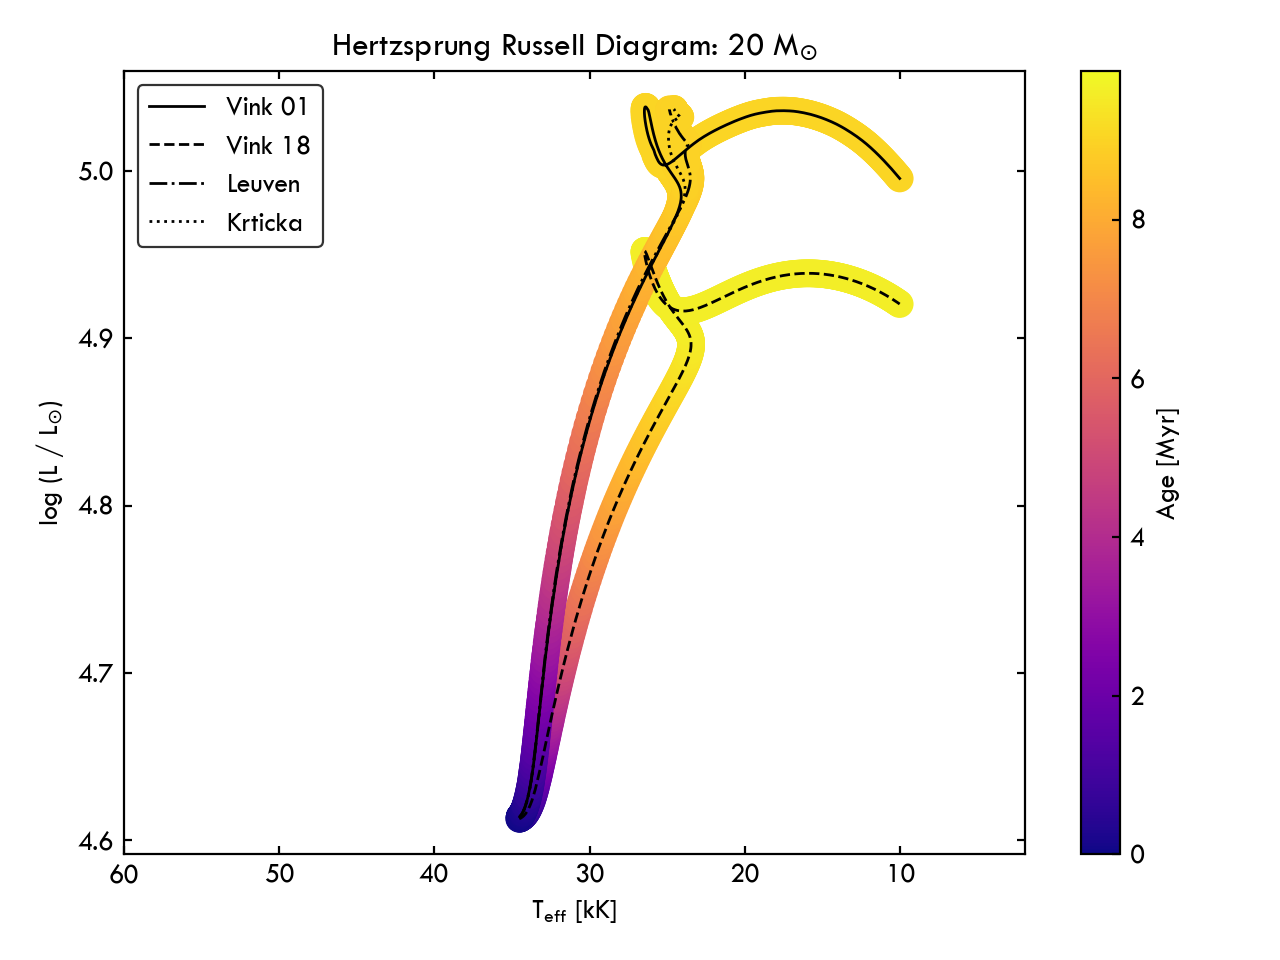 Hertzsprung Russell Diagram: 20 M☉
Vink 01
Vink 18
Leuven
Krticka
5.0
4.9
4.8
4.7
4.6
log (L / L☉)
60 50 40 30 20 10
Teff [kK]
8
6
4
2
0
Age [Myr]